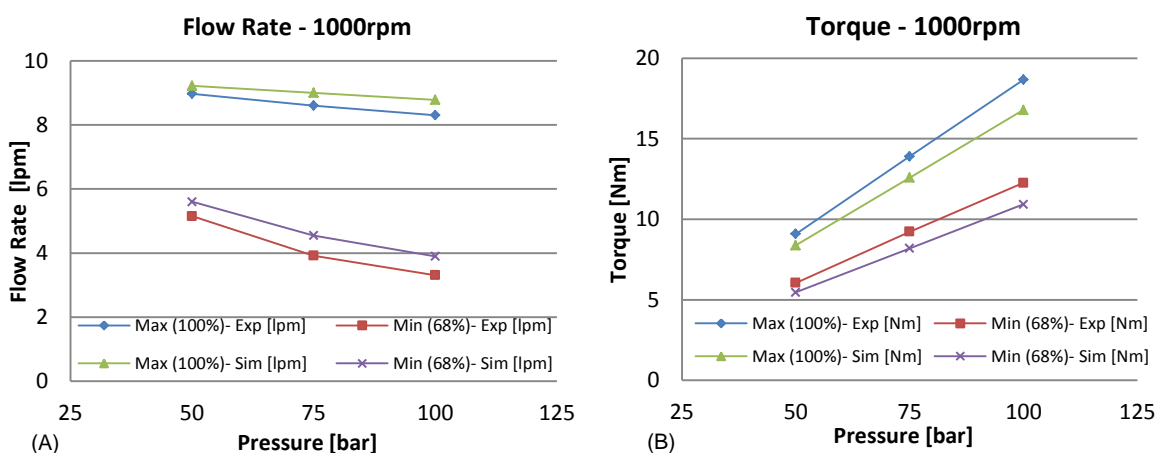 Flow Rate - 1000rpm
10
8
6
4
2
0
Flow Rate [lpm]
Max (100%)- Exp [lpm]
Min (68%)- Exp [lpm]
Max (100%)- Sim [lpm]
Min (68%)- Sim [lpm]
25 50 75 100 125
(A)
Pressure [bar]
Torque - 1000rpm
20
15
10
5
0
Torque [Nm]
Max (100%)- Exp [Nm]
Min (68%)- Exp [Nm]
Max (100%)- Sim [Nm]
Min (68%)- Sim [Nm]
25 50 75 100 125
(B)
Pressure [bar]